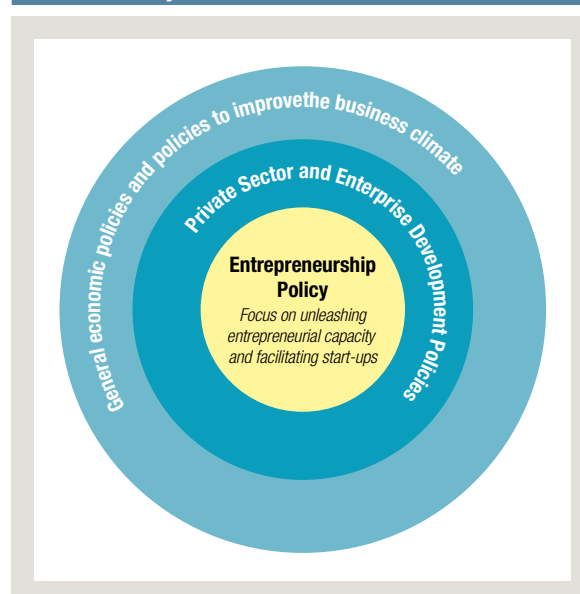 General economic policies and policies to improvethe business climate
Private Sector and Enterprise Development Policies
Entrepreneurship
Policy
Focus on unleashing
entrepreneurial capacity
and facilitating start-ups